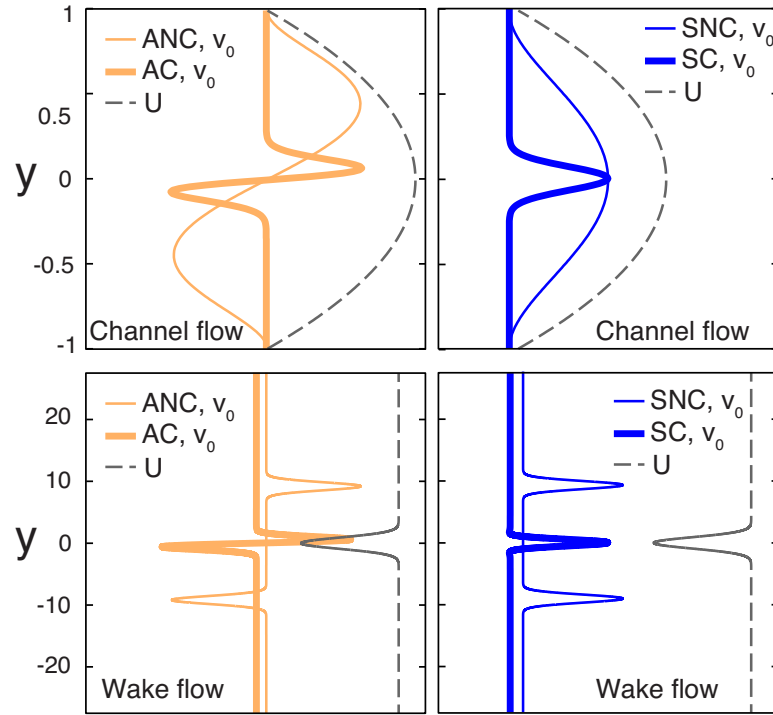 1
0.5
0
-0.5
-1
y
ANC, v₀
AC, v₀
U
Channel flow
SNC, v₀
SC, v₀
U
Channel flow
20
10
0
-10
-20
y
ANC, v₀
AC, v₀
U
Wake flow
SNC, v₀
SC, v₀
U
Wake flow